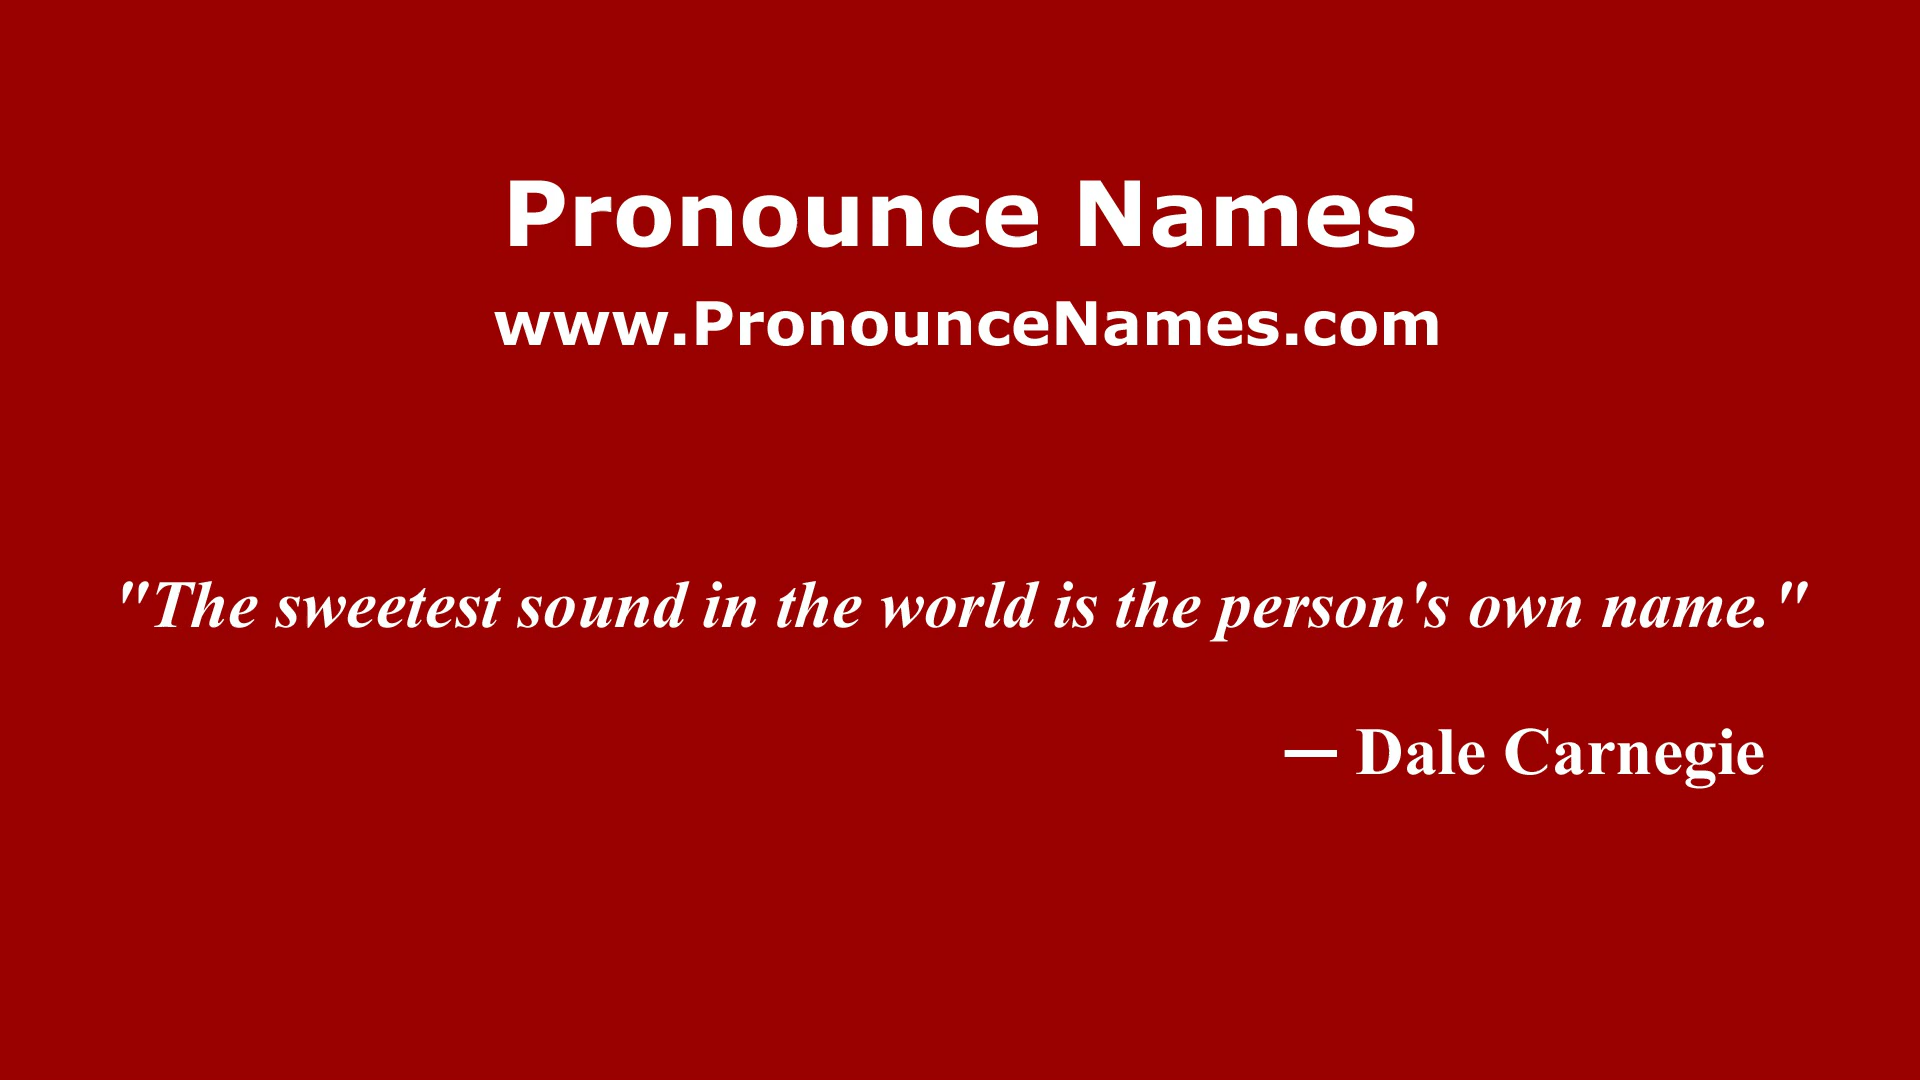 Pronounce Names
www.PronounceNames.com
"The sweetest sound in the world is the person's own name."
— Dale Carnegie